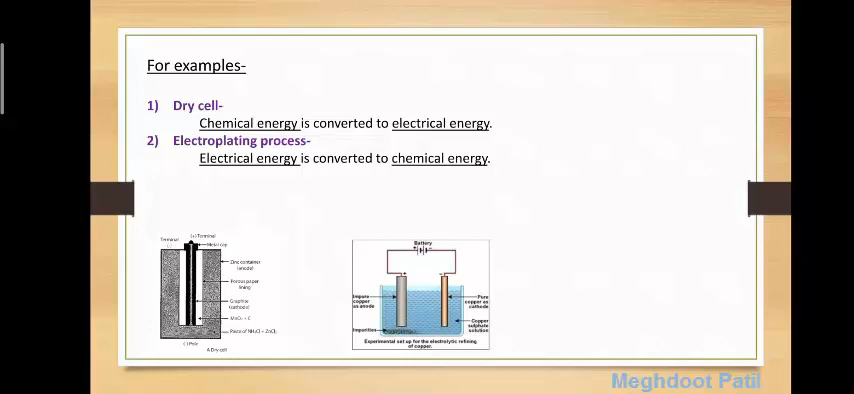 For examples-
1) Dry cell-
Chemical energy is converted to electrical energy.
2) Electroplating process-
Electrical energy is converted to chemical energy.
(+) Terminal
Terminal
(-)
Metal cap
Zinc container
(anode)
Porous paper
lining
Graphite
(cathode)
MnO₂ + C
Paste of NH₄Cl + ZnCl₂
(-) Pole
A Dry cell
Battery
+
-
Impure
copper
as anode
Pure
copper as
cathode
Copper
sulphate
solution
Impurities
Experimental set up for the electrolytic refining
of copper.
Meghdoot Patil